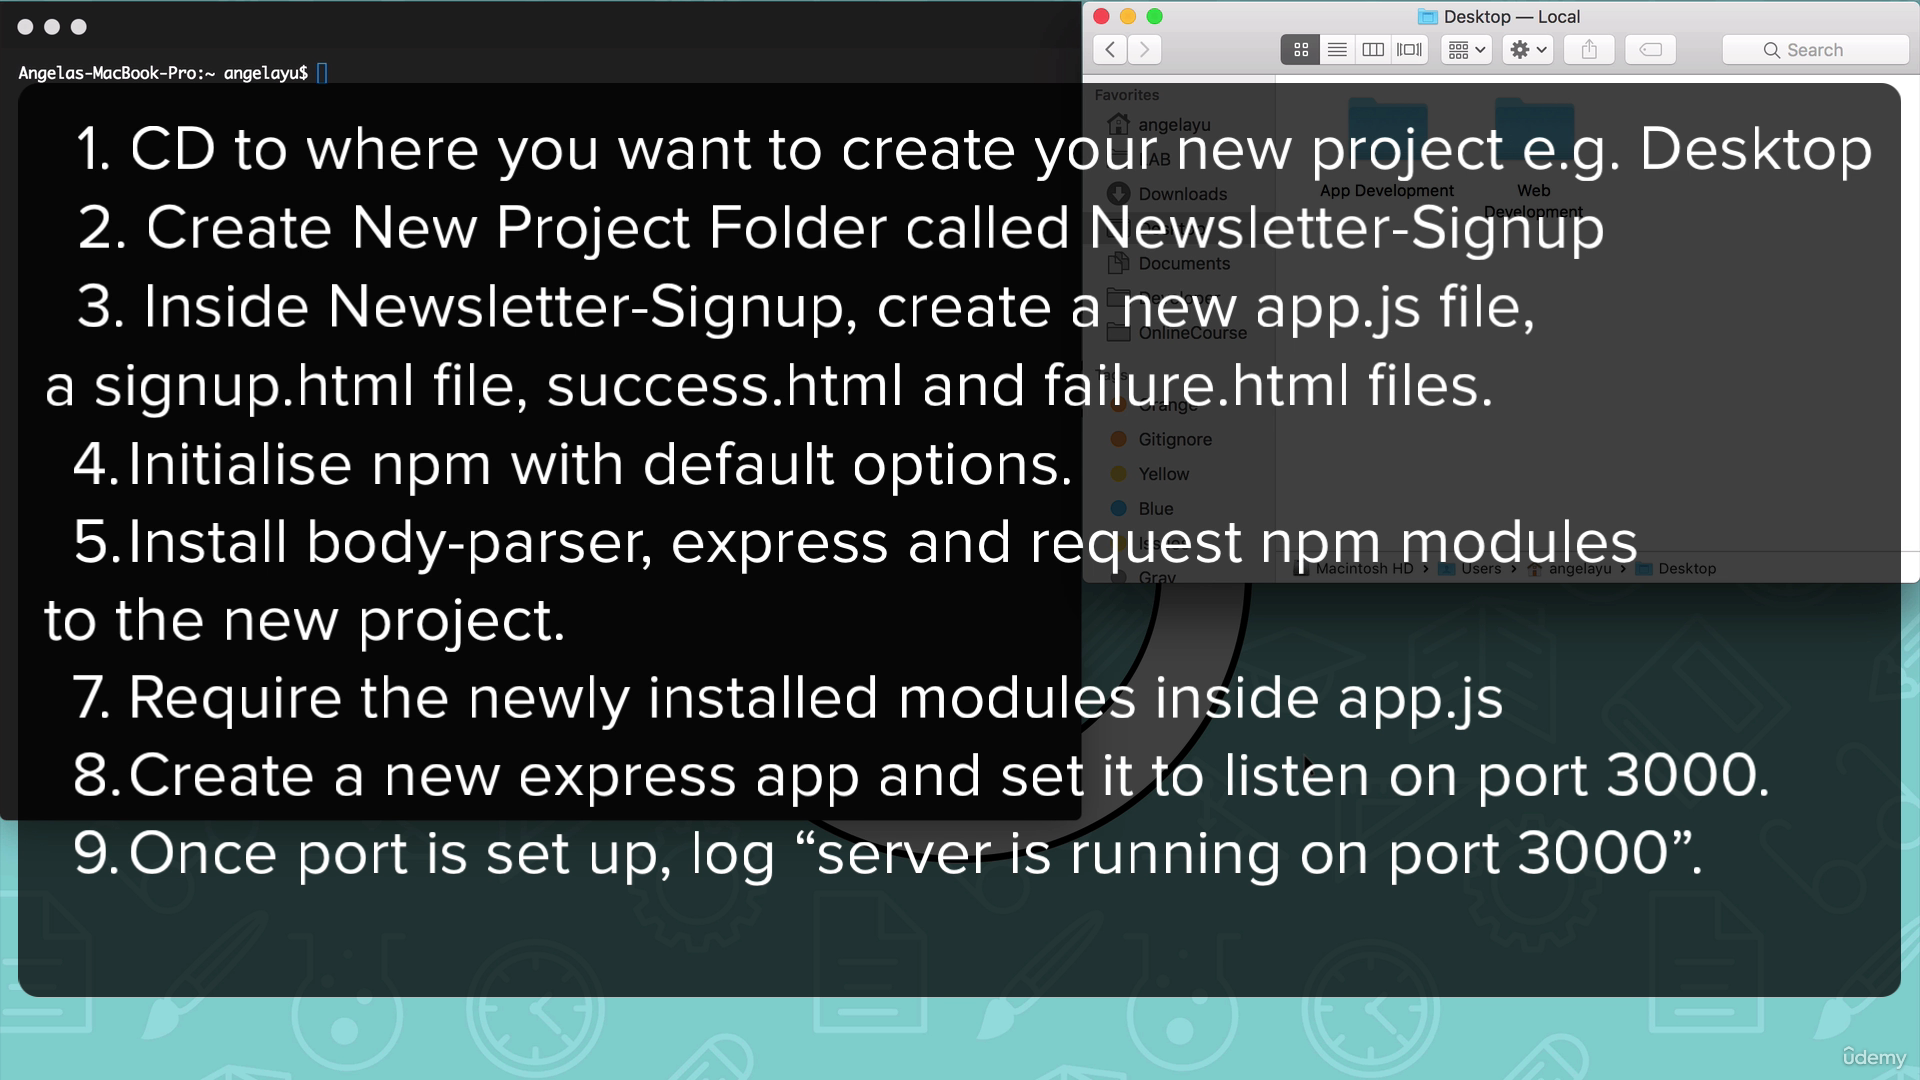 Desktop — Local
Search
Angelas-MacBook-Pro:~ angelayu$
Favorites
angelayu
Downloads
Documents
OnlineCourse
Orange
Gitignore
Yellow
Blue
Gray
App Development
Web
Development
Macintosh HD › Users › angelayu › Desktop
1. CD to where you want to create your new project e.g. Desktop
2. Create New Project Folder called Newsletter-Signup
3. Inside Newsletter-Signup, create a new app.js file,
a signup.html file, success.html and failure.html files.
4. Initialise npm with default options.
5. Install body-parser, express and request npm modules
to the new project.
7. Require the newly installed modules inside app.js
8. Create a new express app and set it to listen on port 3000.
9. Once port is set up, log “server is running on port 3000”.
ûdemy